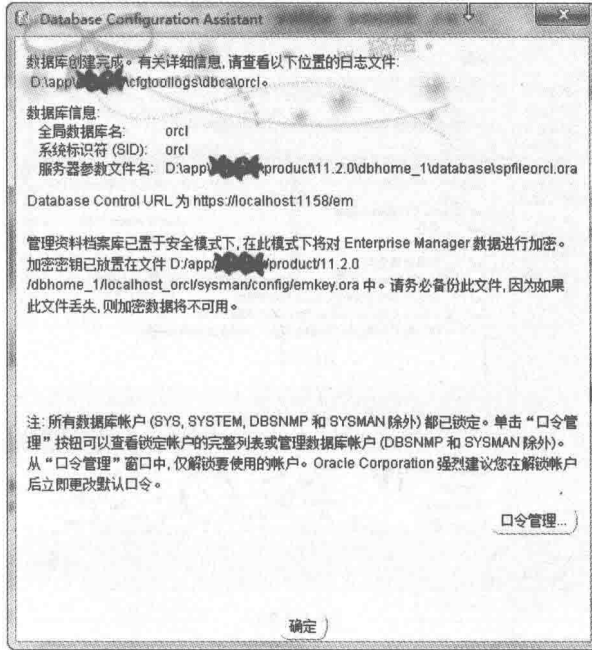 Database Configuration Assistant
数据库创建完成。有关详细信息,请查看以下位置的日志文件:
D:\app\ \cfgtoollogs\dbca\orcl。
数据库信息:
全局数据库名: orcl
系统标识符 (SID): orcl
服务器参数文件名: D:\app\ \product\11.2.0\dbhome_1\database\spfileorcl.ora
Database Control URL 为 https://localhost:1158/em
管理资料档案库已置于安全模式下,在此模式下将对 Enterprise Manager 数据进行加密。
加密密钥已放置在文件 D:/app/ /product/11.2.0
/dbhome_1/localhost_orcl/sysman/config/emkey.ora 中。请务必备份此文件,因为如果
此文件丢失,则加密数据将不可用。
注: 所有数据库帐户 (SYS, SYSTEM, DBSNMP 和 SYSMAN 除外) 都已锁定。单击“口令管
理”按钮可以查看锁定帐户的完整列表或管理数据库帐户 (DBSNMP 和 SYSMAN 除外)。
从“口令管理”窗口中,仅解锁要使用的帐户。Oracle Corporation 强烈建议您在解锁帐户
后立即更改默认口令。
口令管理...
确定